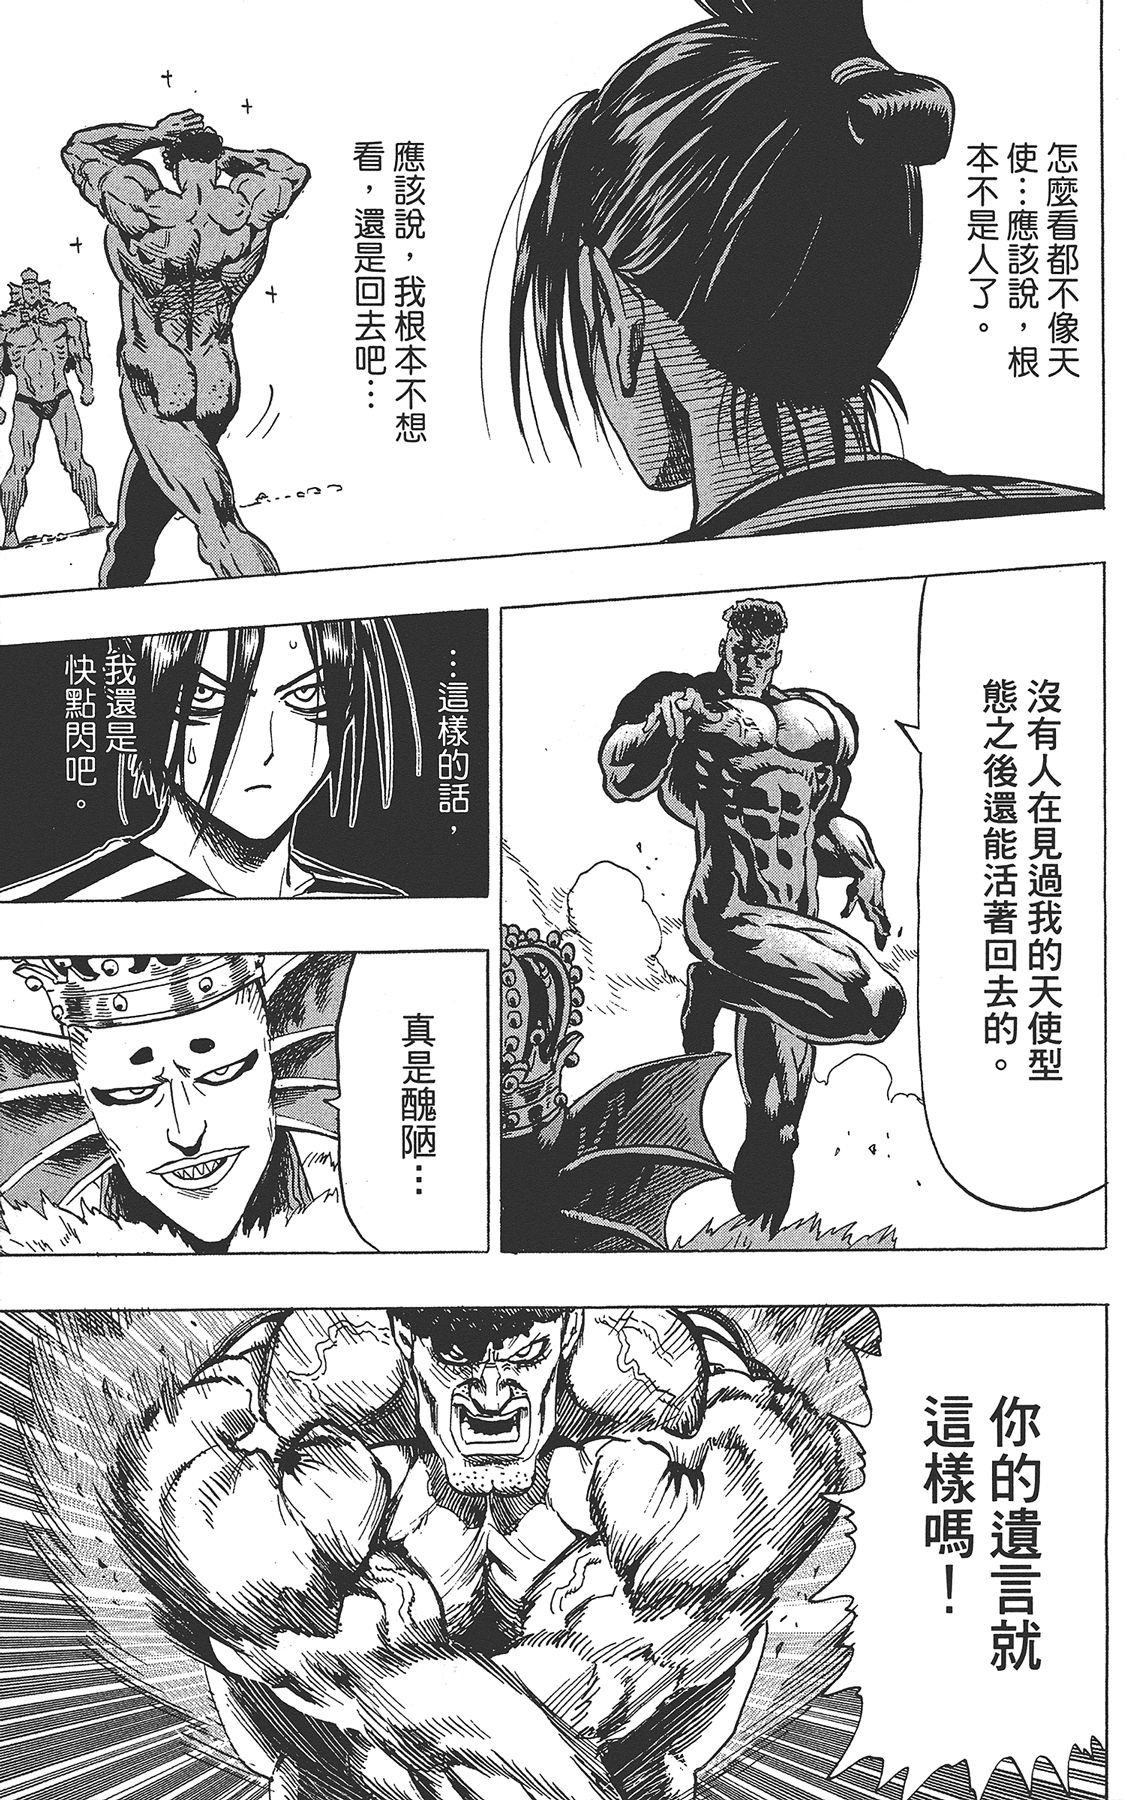 怎麼看都不像天
使…應該說，根
本不是人了。
應該說，我根本不想
看，還是回去吧…
沒有人在見過我的天使型
態之後還能活著回去的。
…這樣的話，
我還是
快點閃吧。
真是醜陋…
你的遺言就
這樣嗎！